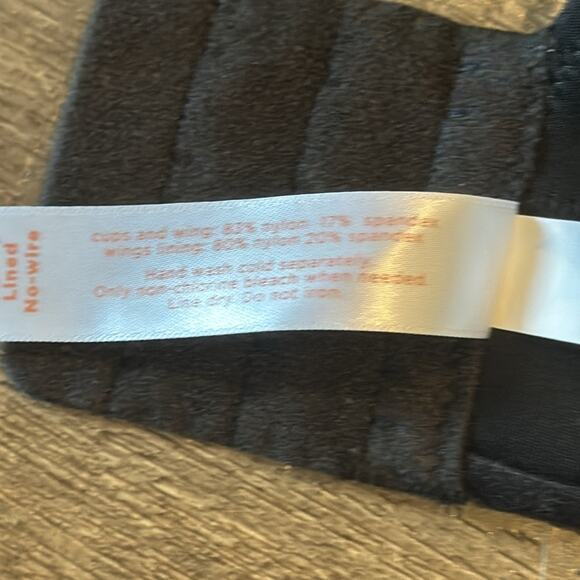 Lined
No-wire
cups and wing: 83% nylon 17% spandex
wings lining: 80% nylon 20% spandex
Hand wash cold separately.
Only non-chlorine bleach when needed
Line dry. Do not iron.